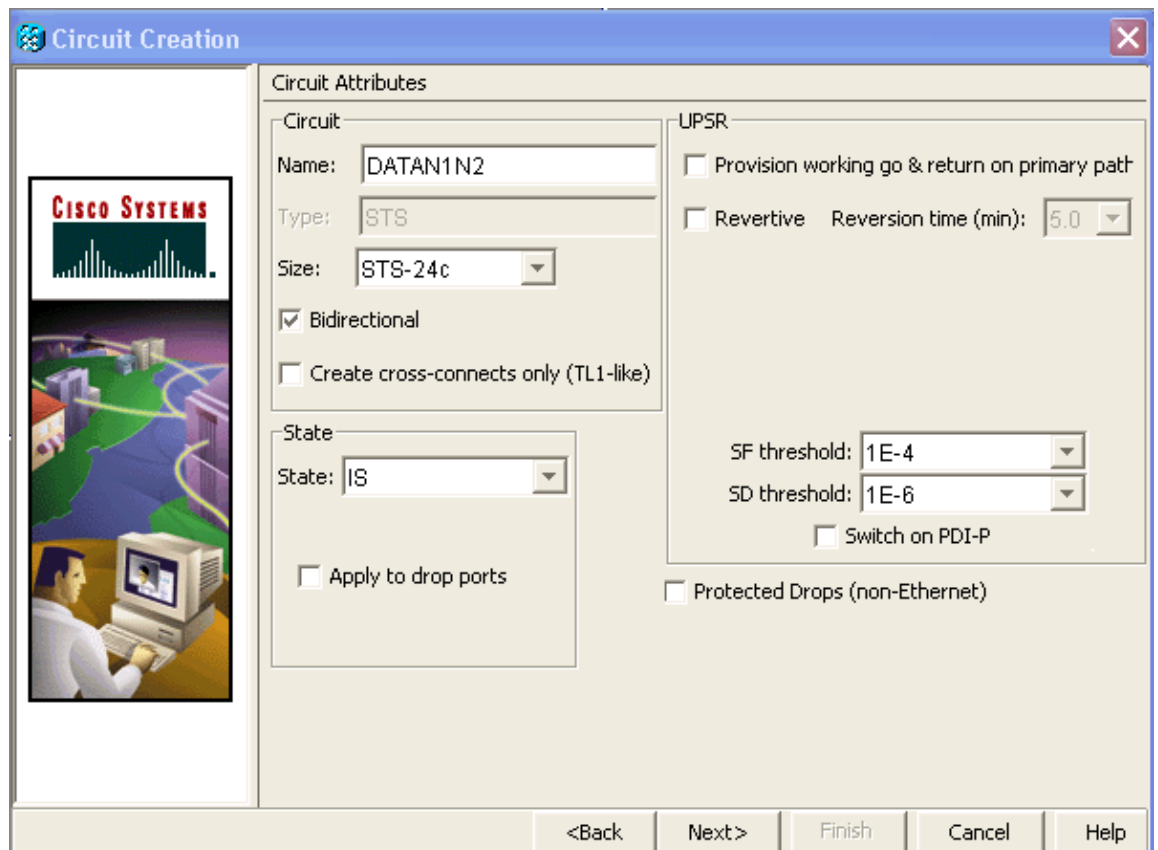 Circuit Creation
CISCO SYSTEMS
Circuit Attributes
Circuit
Name: DATAN1N2
Type: STS
Size: STS-24c
Bidirectional
Create cross-connects only (TL1-like)
State
State: IS
Apply to drop ports
UPSR
Provision working go & return on primary path
Revertive Reversion time (min): 5.0
SF threshold: 1E-4
SD threshold: 1E-6
Switch on PDI-P
Protected Drops (non-Ethernet)
<Back Next> Finish Cancel Help